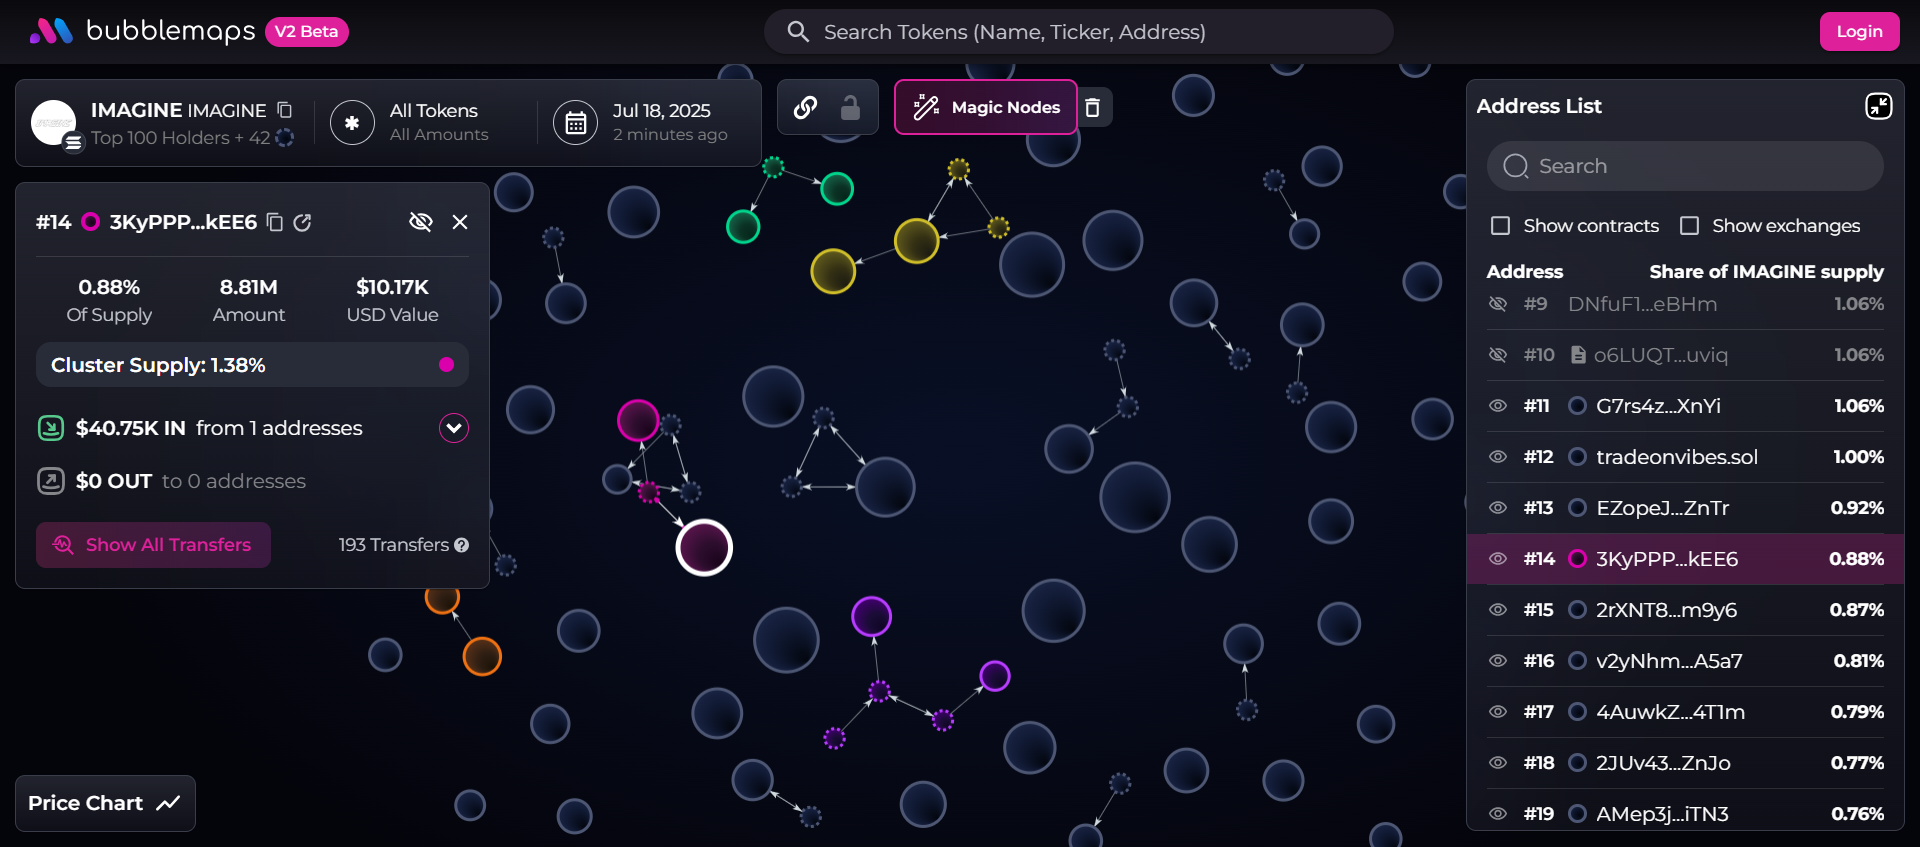 bubblemaps V2 Beta
Search Tokens (Name, Ticker, Address)
Login
IMAGINE IMAGINE
Top 100 Holders + 42
All Tokens
All Amounts
Jul 18, 2025
2 minutes ago
Magic Nodes
#14 3KyPPP...kEE6
0.88% 8.81M $10.17K
Of Supply Amount USD Value
Cluster Supply: 1.38%
$40.75K IN from 1 addresses
$0 OUT to 0 addresses
Show All Transfers 193 Transfers
Price Chart
Address List
Search
Show contracts Show exchanges
Address Share of IMAGINE supply
#9 DNfuF1...eBHm 1.06%
#10 o6LUQT...uviq 1.06%
#11 G7rs4z...XnYi 1.06%
#12 tradeonvibes.sol 1.00%
#13 EZopeJ...ZnTr 0.92%
#14 3KyPPP...kEE6 0.88%
#15 2rXNT8...m9y6 0.87%
#16 v2yNhm...A5a7 0.81%
#17 4AuwkZ...4T1m 0.79%
#18 2JUv43...ZnJo 0.77%
#19 AMep3j...iTN3 0.76%